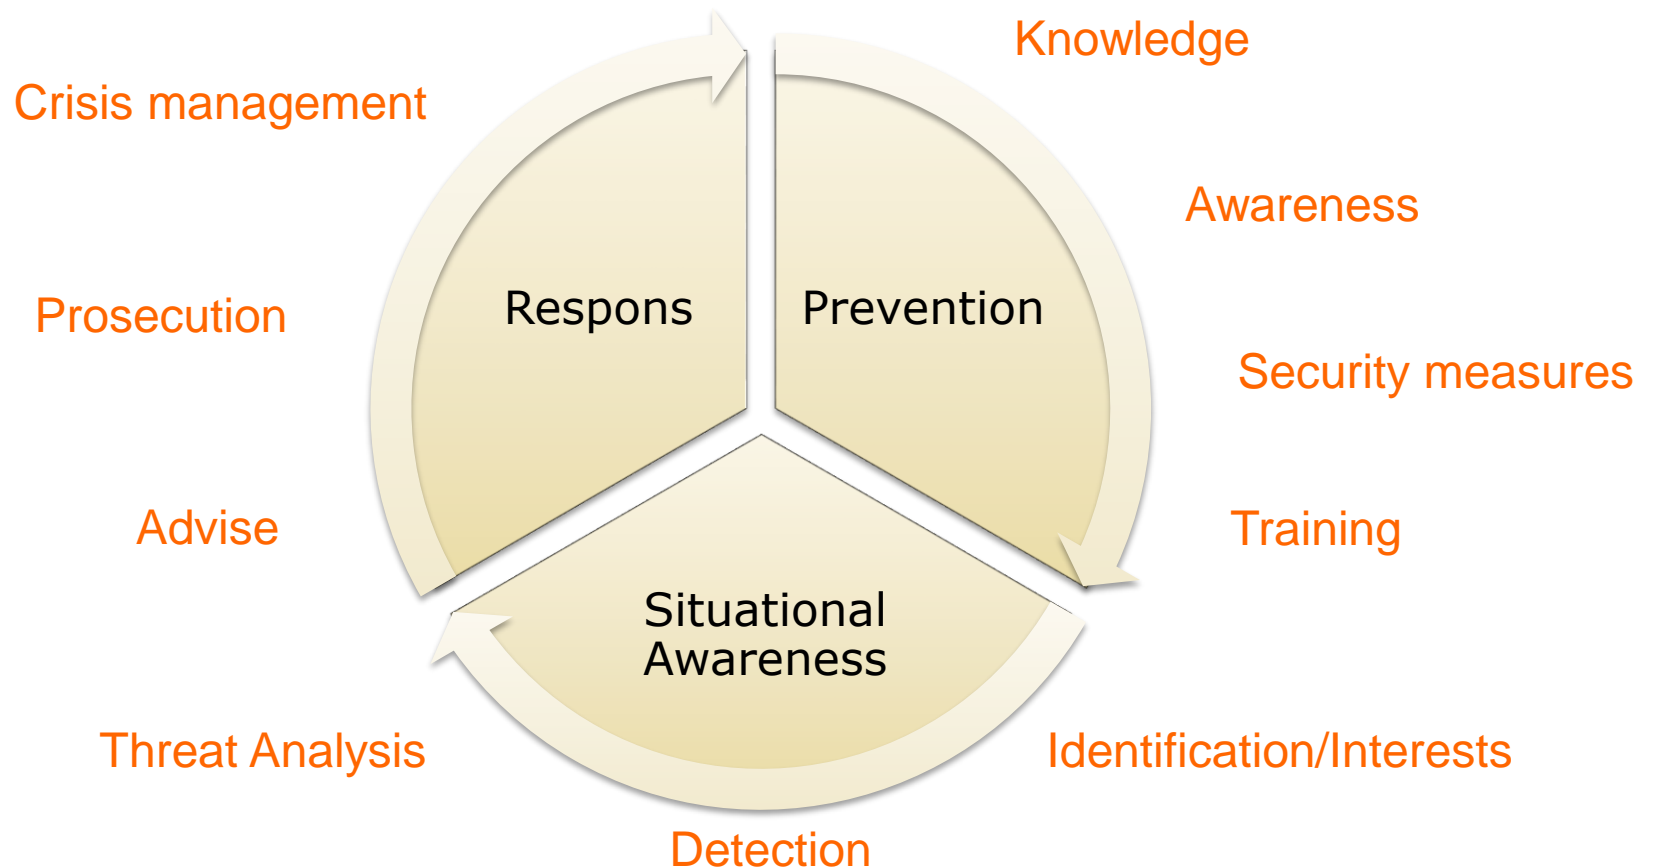 Knowledge
Crisis management
Awareness
Respons
Prevention
Prosecution
Security measures
Advise
Training
Situational
Awareness
Threat Analysis
Identification/Interests
Detection